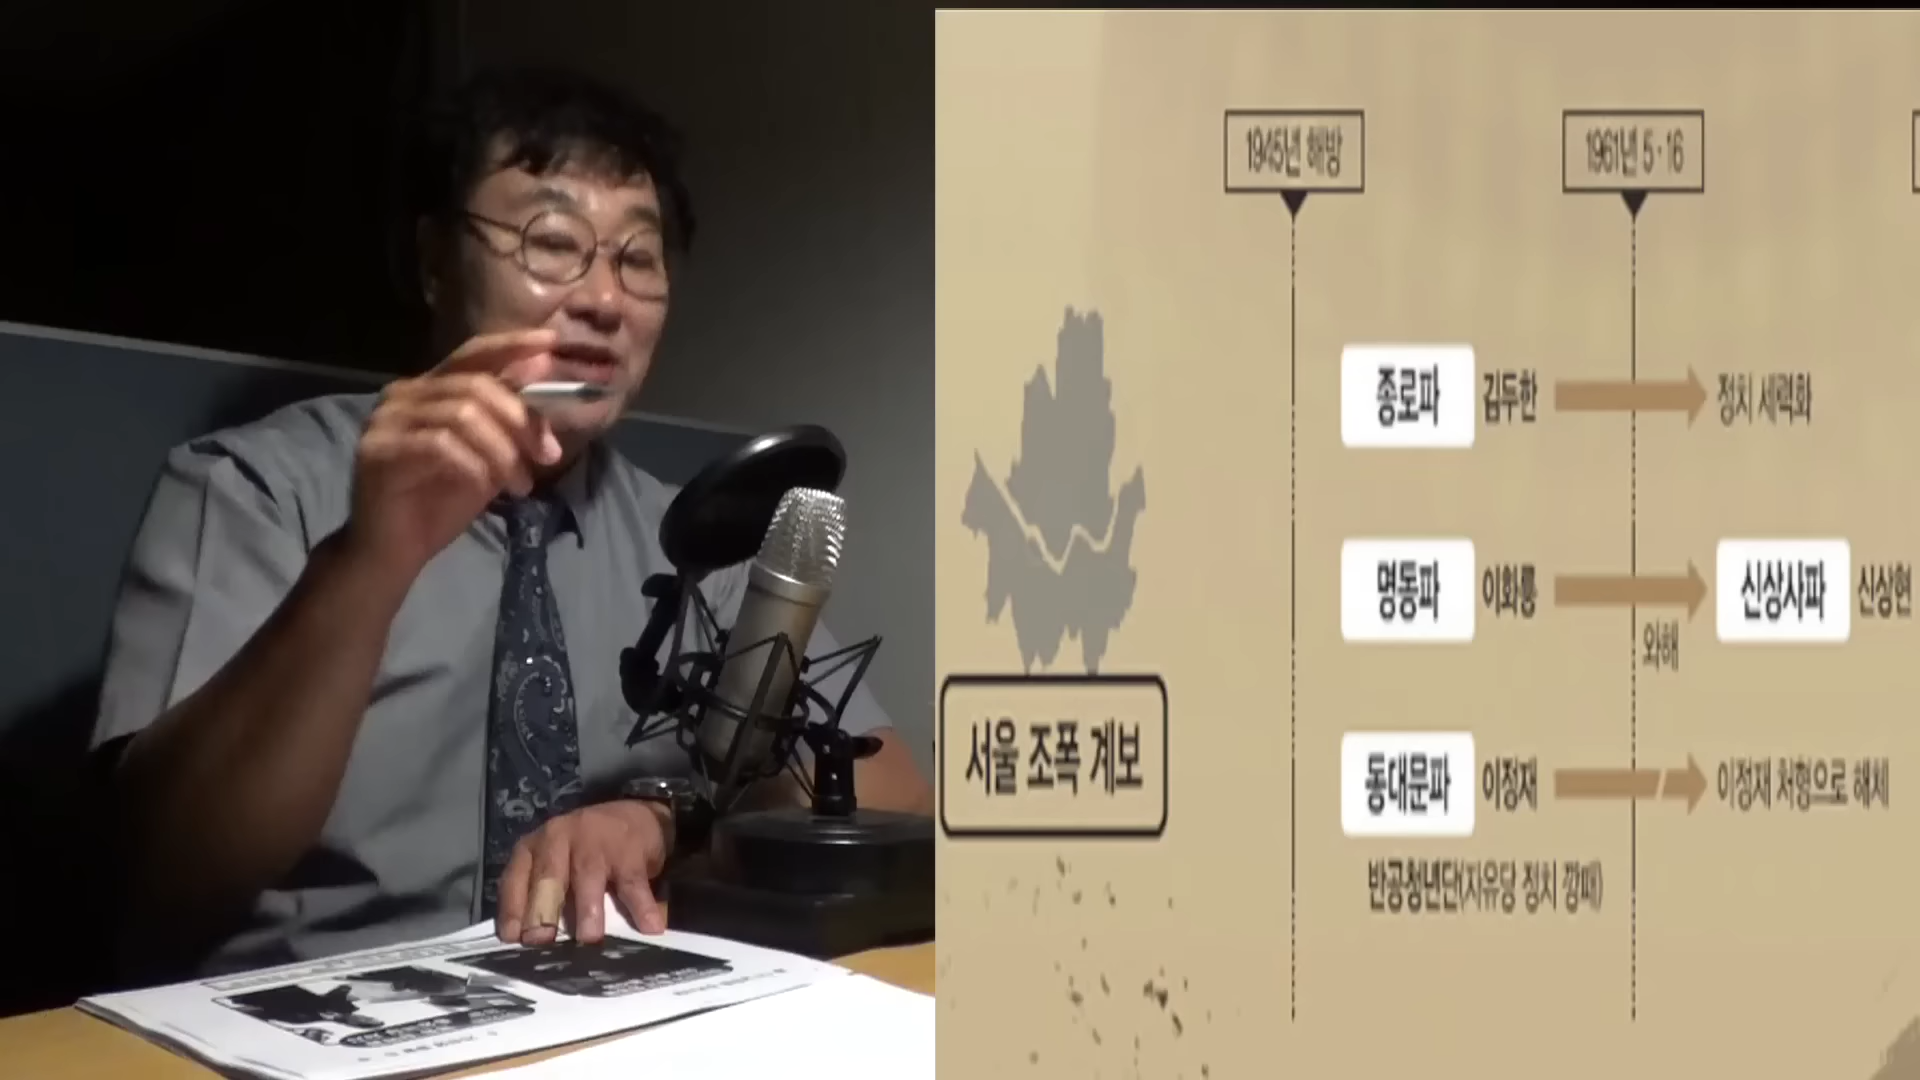 1945년 해방
1961년 5·16
종로파 김두한 정치 세력화
명동파 이화룡 신상사파 신상현
와해
서울 조폭 계보
동대문파 이정재 이정재 처형으로 해체
반공청년단(자유당 정치 깡패)